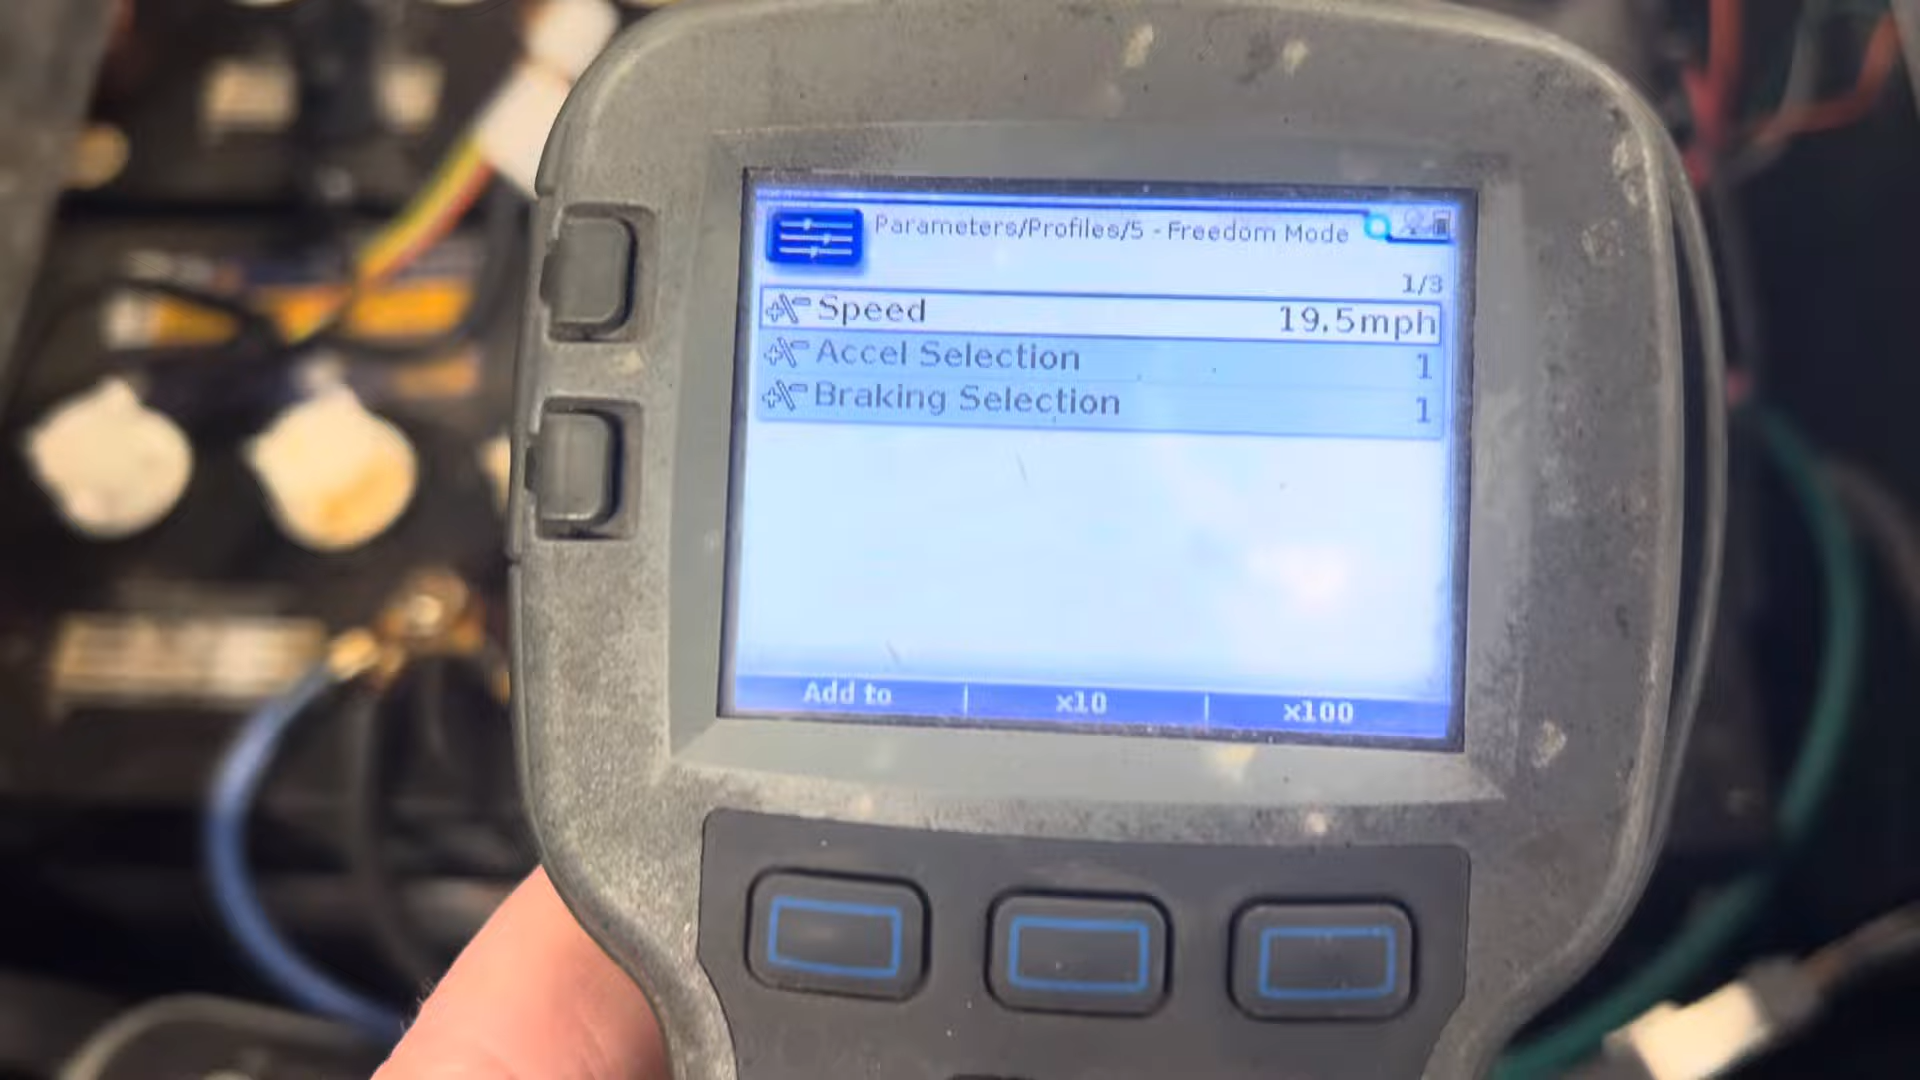 Parameters/Profiles/5 - Freedom Mode
1/3
Speed 19.5mph
Accel Selection 1
Braking Selection 1
Add to x10 x100